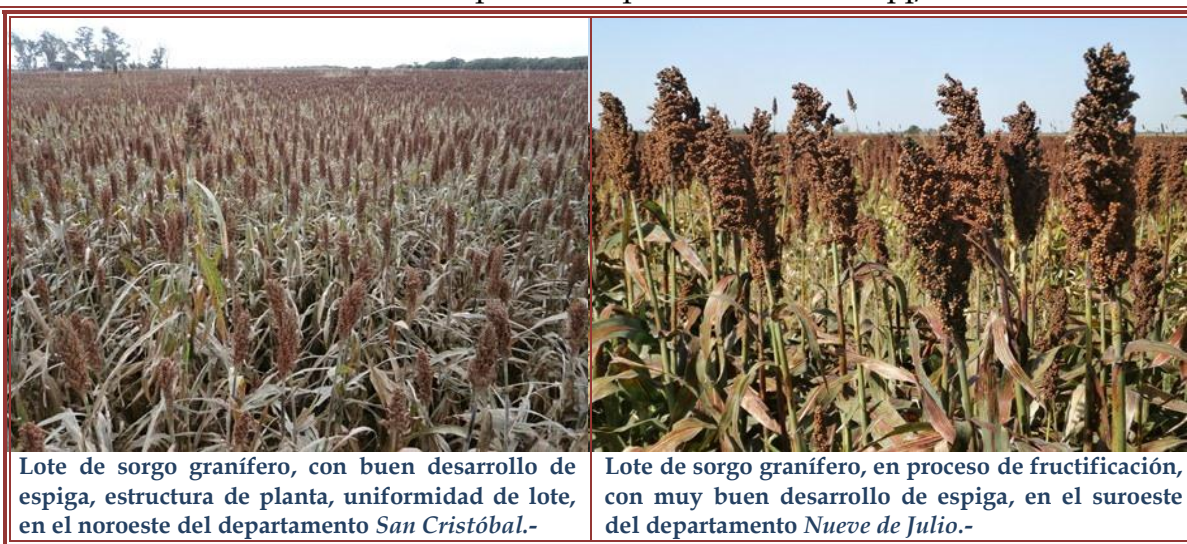 Lote de sorgo granífero, con buen desarrollo de
espiga, estructura de planta, uniformidad de lote,
en el noroeste del departamento San Cristóbal.-
Lote de sorgo granífero, en proceso de fructificación,
con muy buen desarrollo de espiga, en el suroeste
del departamento Nueve de Julio.-